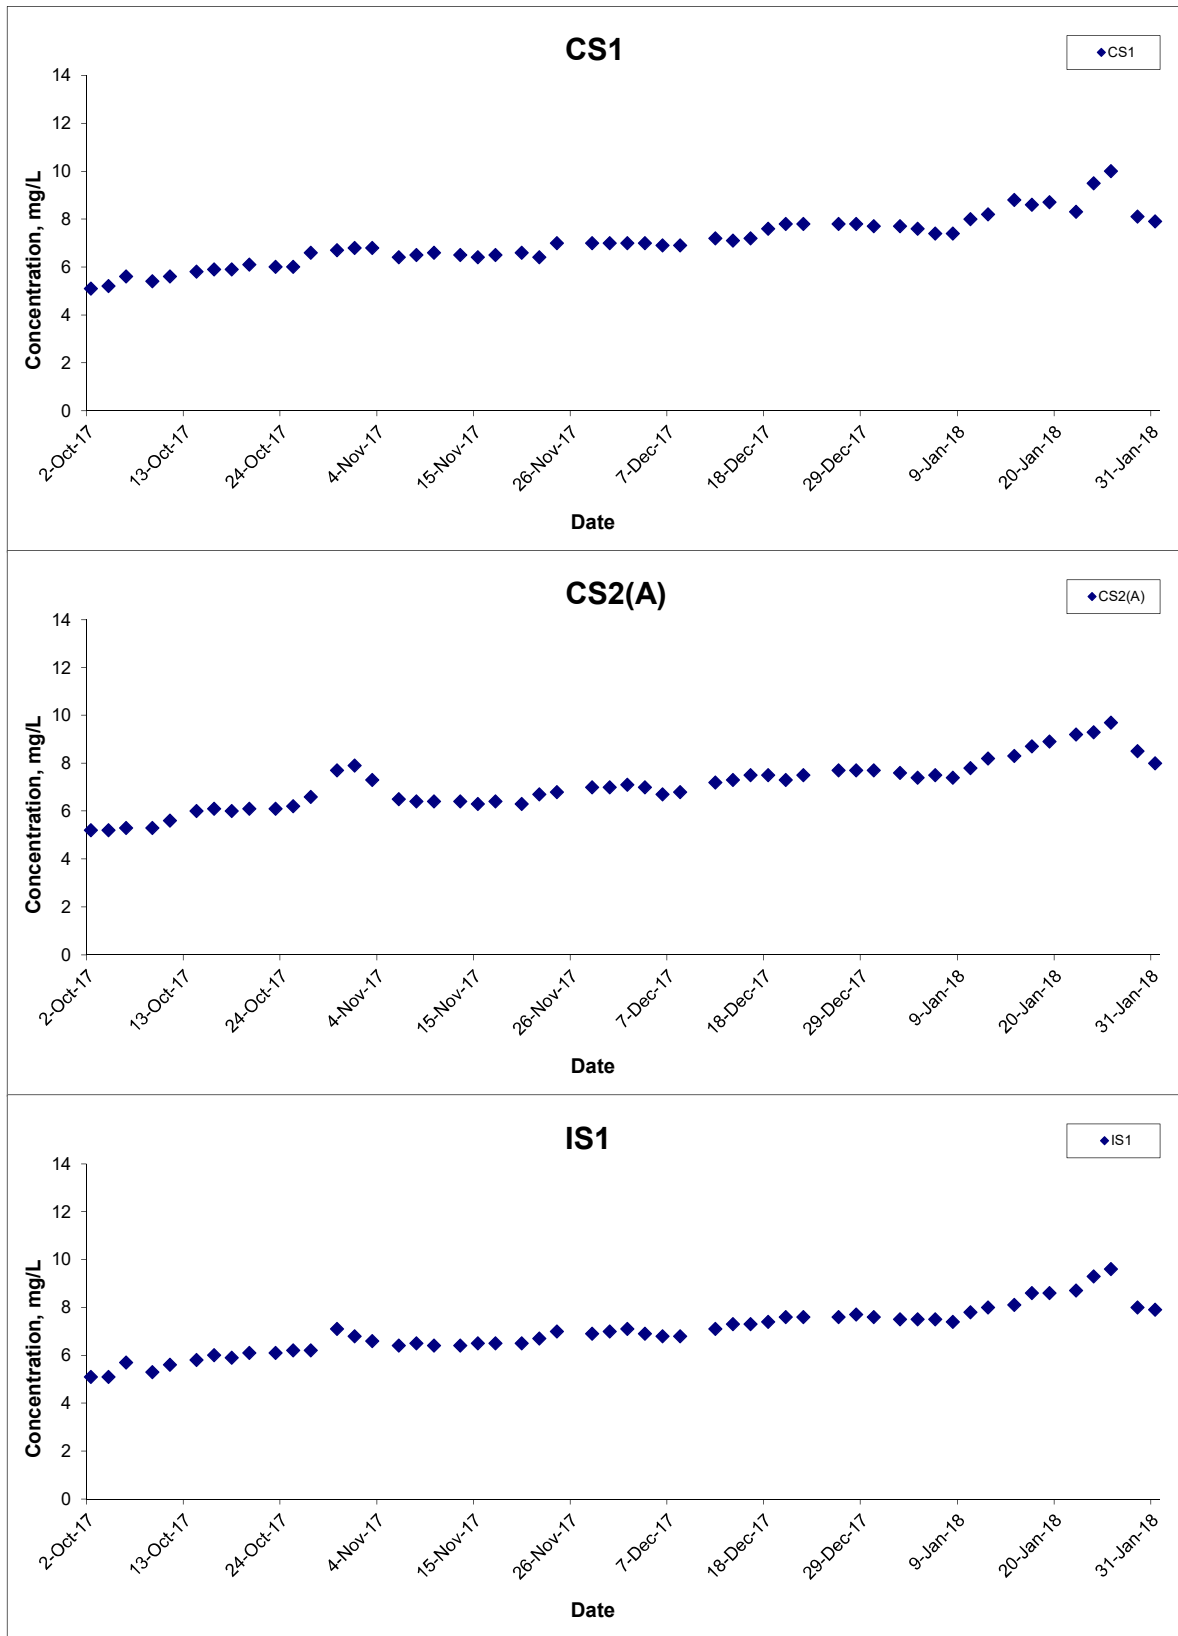 CS1
CS1
14
12
10
8
6
4
2
0
Concentration, mg/L
2-Oct-17
13-Oct-17
24-Oct-17
4-Nov-17
15-Nov-17
26-Nov-17
7-Dec-17
18-Dec-17
29-Dec-17
9-Jan-18
20-Jan-18
31-Jan-18
Date
CS2(A)
CS2(A)
14
12
10
8
6
4
2
0
Concentration, mg/L
2-Oct-17
13-Oct-17
24-Oct-17
4-Nov-17
15-Nov-17
26-Nov-17
7-Dec-17
18-Dec-17
29-Dec-17
9-Jan-18
20-Jan-18
31-Jan-18
Date
IS1
IS1
14
12
10
8
6
4
2
0
Concentration, mg/L
2-Oct-17
13-Oct-17
24-Oct-17
4-Nov-17
15-Nov-17
26-Nov-17
7-Dec-17
18-Dec-17
29-Dec-17
9-Jan-18
20-Jan-18
31-Jan-18
Date